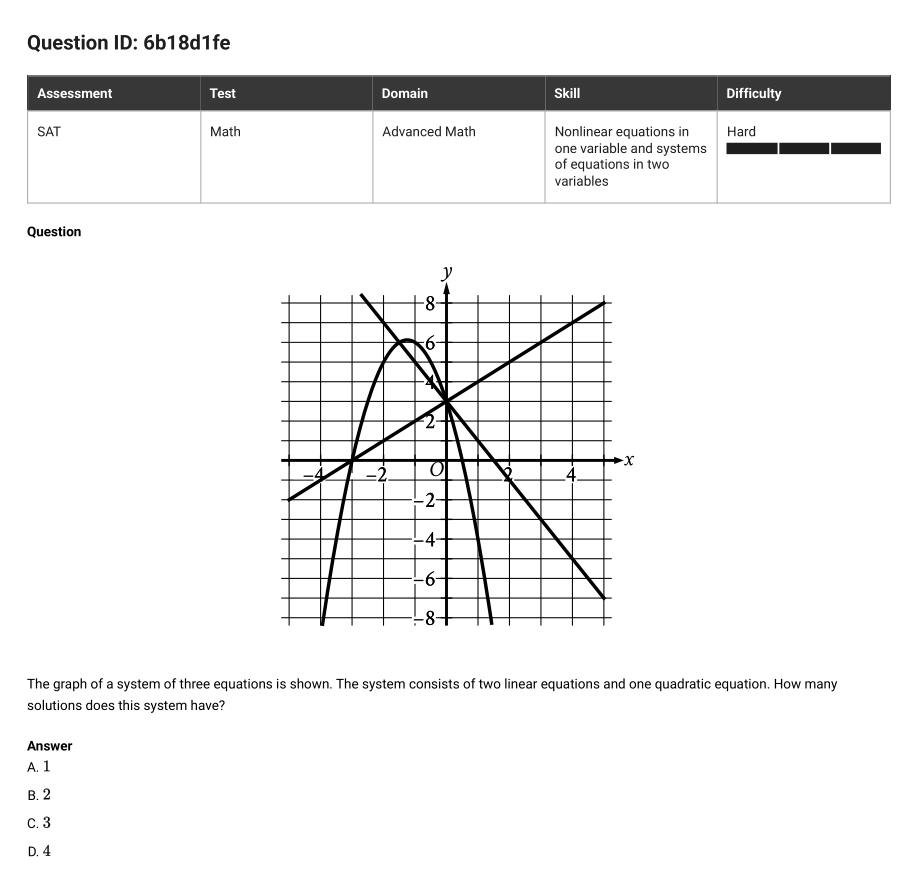 Question ID: 6b18d1fe
Assessment Test Domain Skill Difficulty
SAT Math Advanced Math Nonlinear equations in Hard
one variable and systems
of equations in two
variables
Question
y
8
6
4
2
O
−4 −2 2 4 x
−2
−4
−6
−8
The graph of a system of three equations is shown. The system consists of two linear equations and one quadratic equation. How many
solutions does this system have?
Answer
A. 1
B. 2
C. 3
D. 4